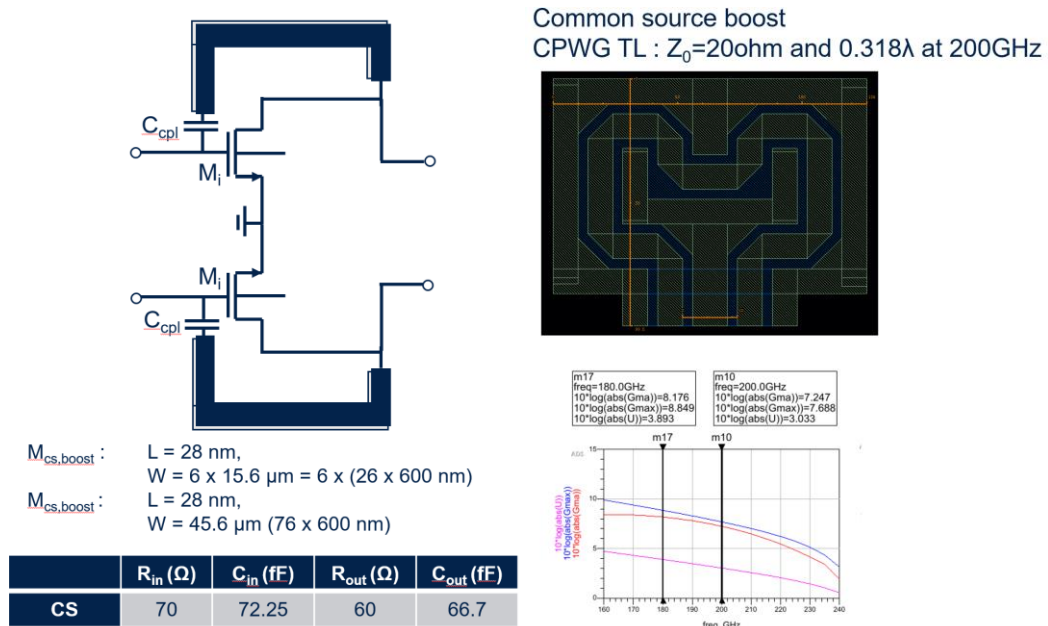 Common source boost
CPWG TL : Z0=20ohm and 0.318λ at 200GHz
Ccpl
Mi
Mi
Ccpl
Mcs,boost : L = 28 nm,
W = 6 x 15.6 µm = 6 x (26 x 600 nm)
Mcs,boost : L = 28 nm,
W = 45.6 µm (76 x 600 nm)
Rin (Ω) Cin (fF) Rout (Ω) Cout (fF)
CS 70 72.25 60 66.7
m17
freq=180.0GHz
10*log(abs(Gma))=8.176
10*log(abs(Gmax))=8.849
10*log(abs(U))=3.893
m10
freq=200.0GHz
10*log(abs(Gma))=7.247
10*log(abs(Gmax))=7.688
10*log(abs(U))=3.033
m17 m10
15
10
5
0
10*log(abs(U))
10*log(abs(Gmax))
10*log(abs(Gma))
160 170 180 190 200 210 220 230 240
freq, GHz